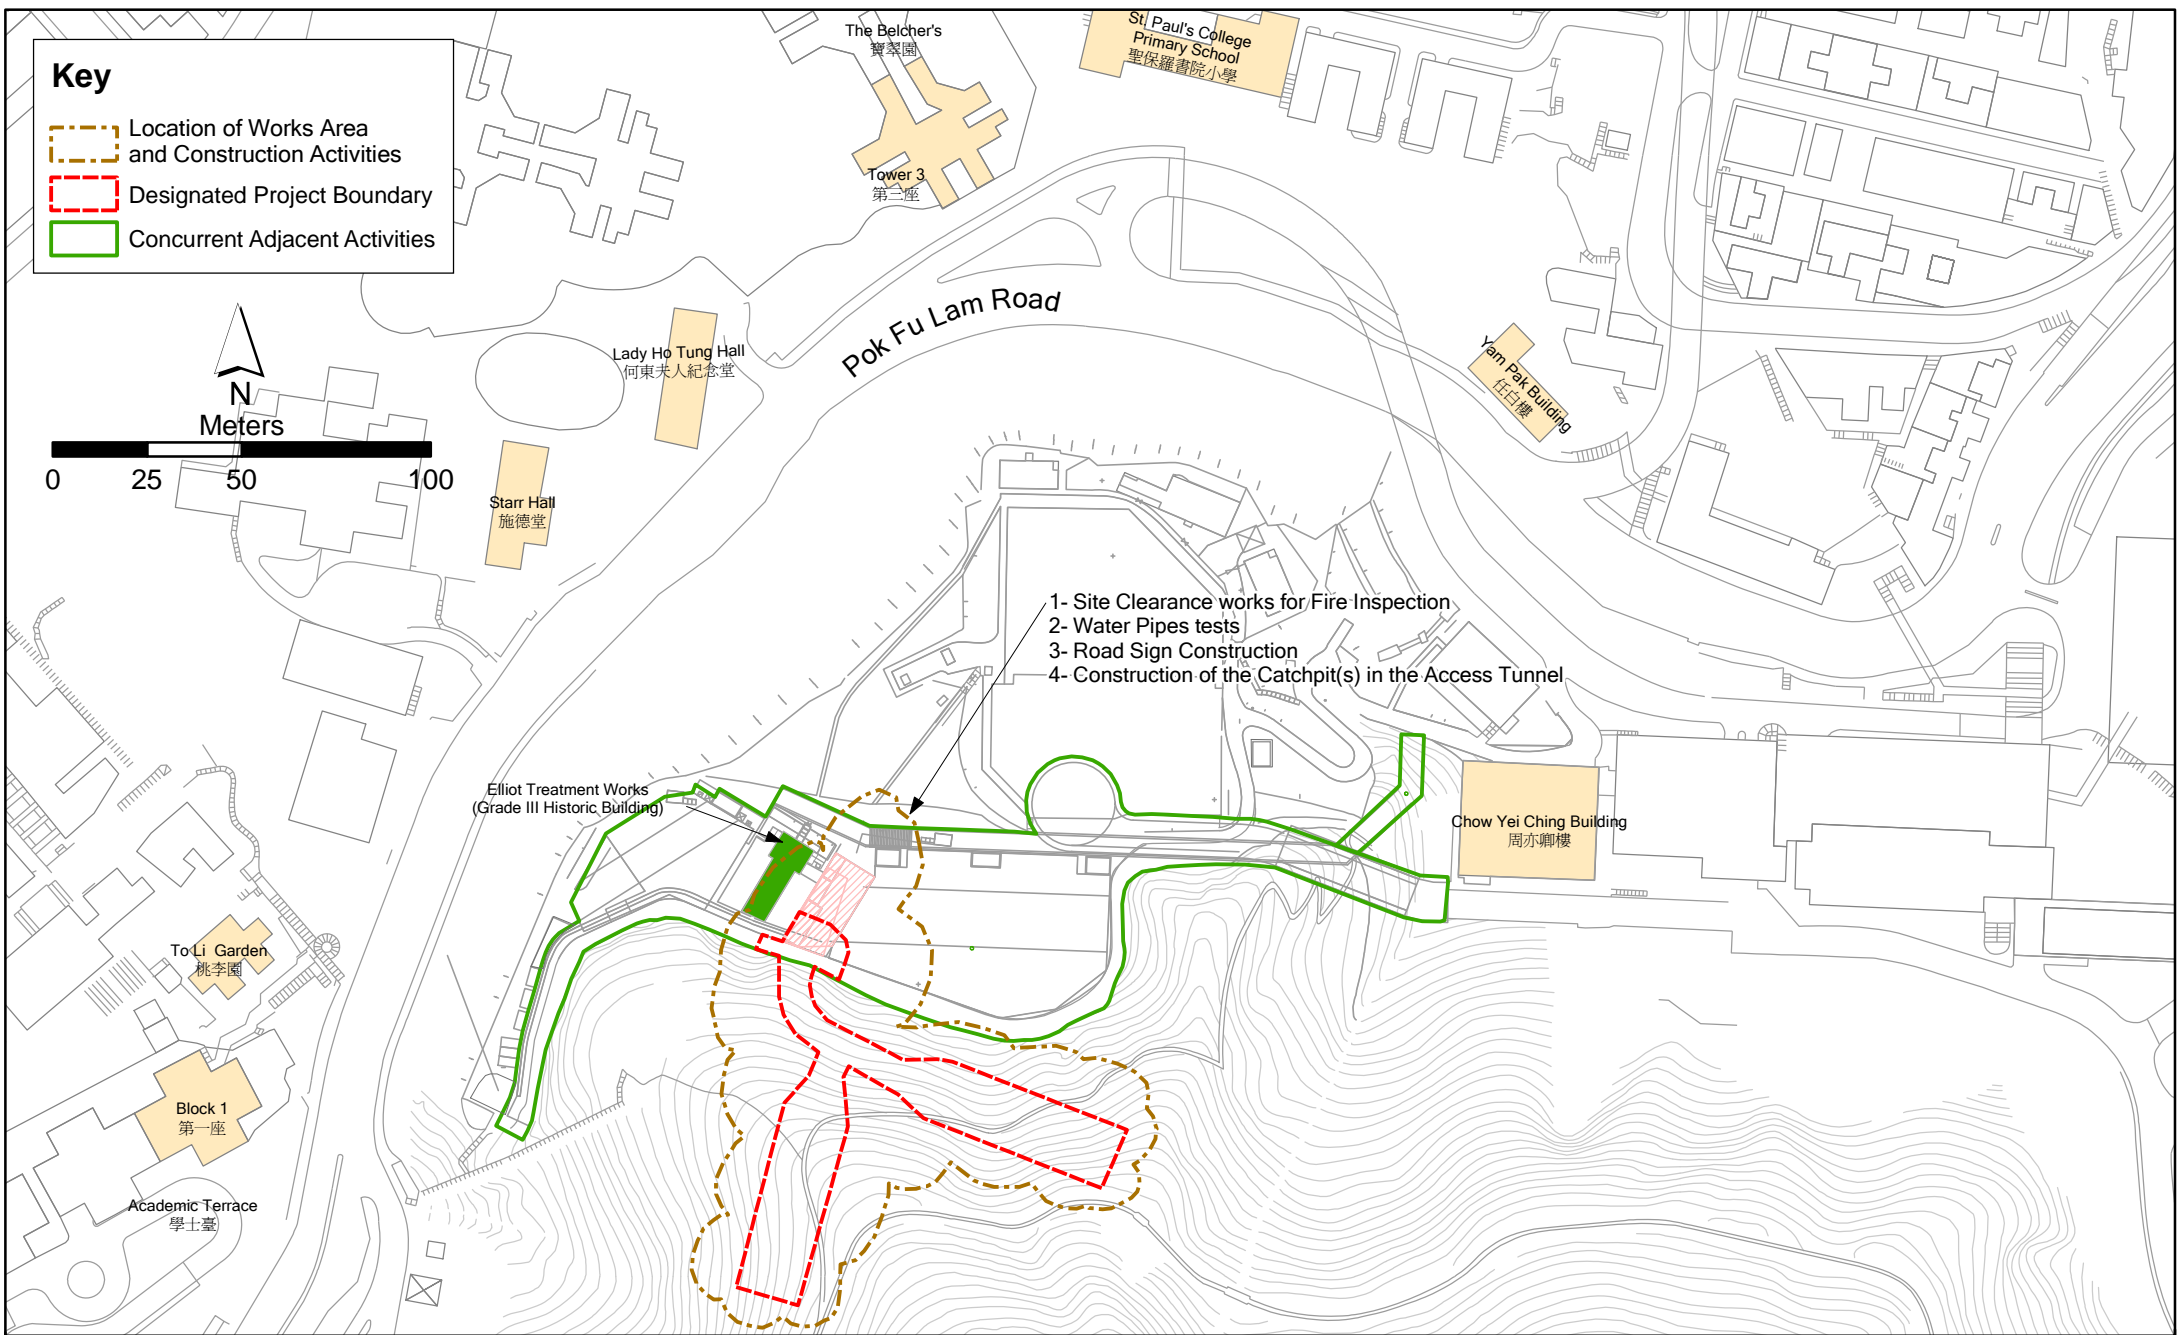 Key
Location of Works Area
and Construction Activities
Designated Project Boundary
Concurrent Adjacent Activities
N
Meters
0 25 50 100
The Belcher's
寶翠園
Tower 3
第三座
St. Paul's College
Primary School
聖保羅書院小學
Pok Fu Lam Road
Lady Ho Tung Hall
何東夫人紀念堂
Starr Hall
施德堂
Yam Pak Building
任白樓
1- Site Clearance works for Fire Inspection
2- Water Pipes tests
3- Road Sign Construction
4- Construction of the Catchpit(s) in the Access Tunnel
Elliot Treatment Works
(Grade III Historic Building)
Chow Yei Ching Building
周亦卿樓
To Li Garden
桃李園
Block 1
第一座
Academic Terrace
學士臺